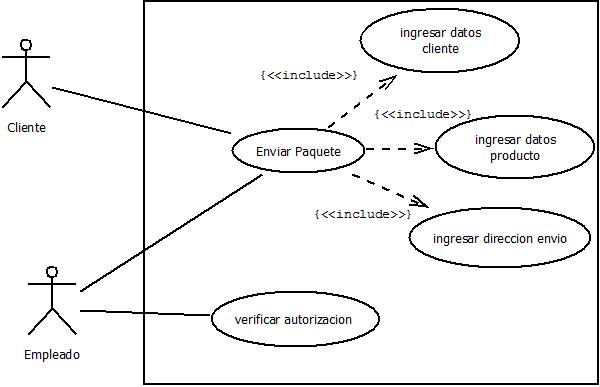 ingresar datos
cliente
{<<include>>}
Cliente
{<<include>>}
Enviar Paquete
ingresar datos
producto
{<<include>>}
ingresar direccion envio
verificar autorizacion
Empleado